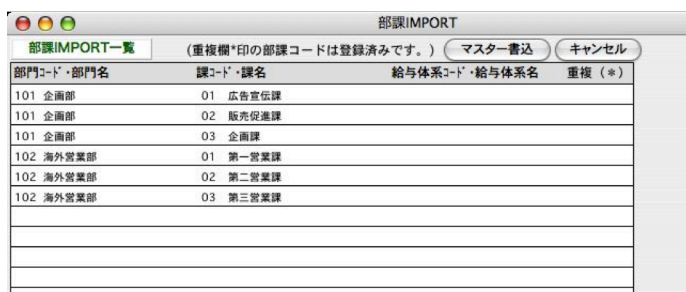 部課IMPORT
部課IMPORT一覧 (重複欄*印の部課コードは登録済みです。) マスター書込 キャンセル
部門ｺｰﾄﾞ・部門名 課ｺｰﾄﾞ・課名 給与体系ｺｰﾄﾞ・給与体系名 重複（*）
101 企画部 01 広告宣伝課
101 企画部 02 販売促進課
101 企画部 03 企画課
102 海外営業部 01 第一営業課
102 海外営業部 02 第二営業課
102 海外営業部 03 第三営業課